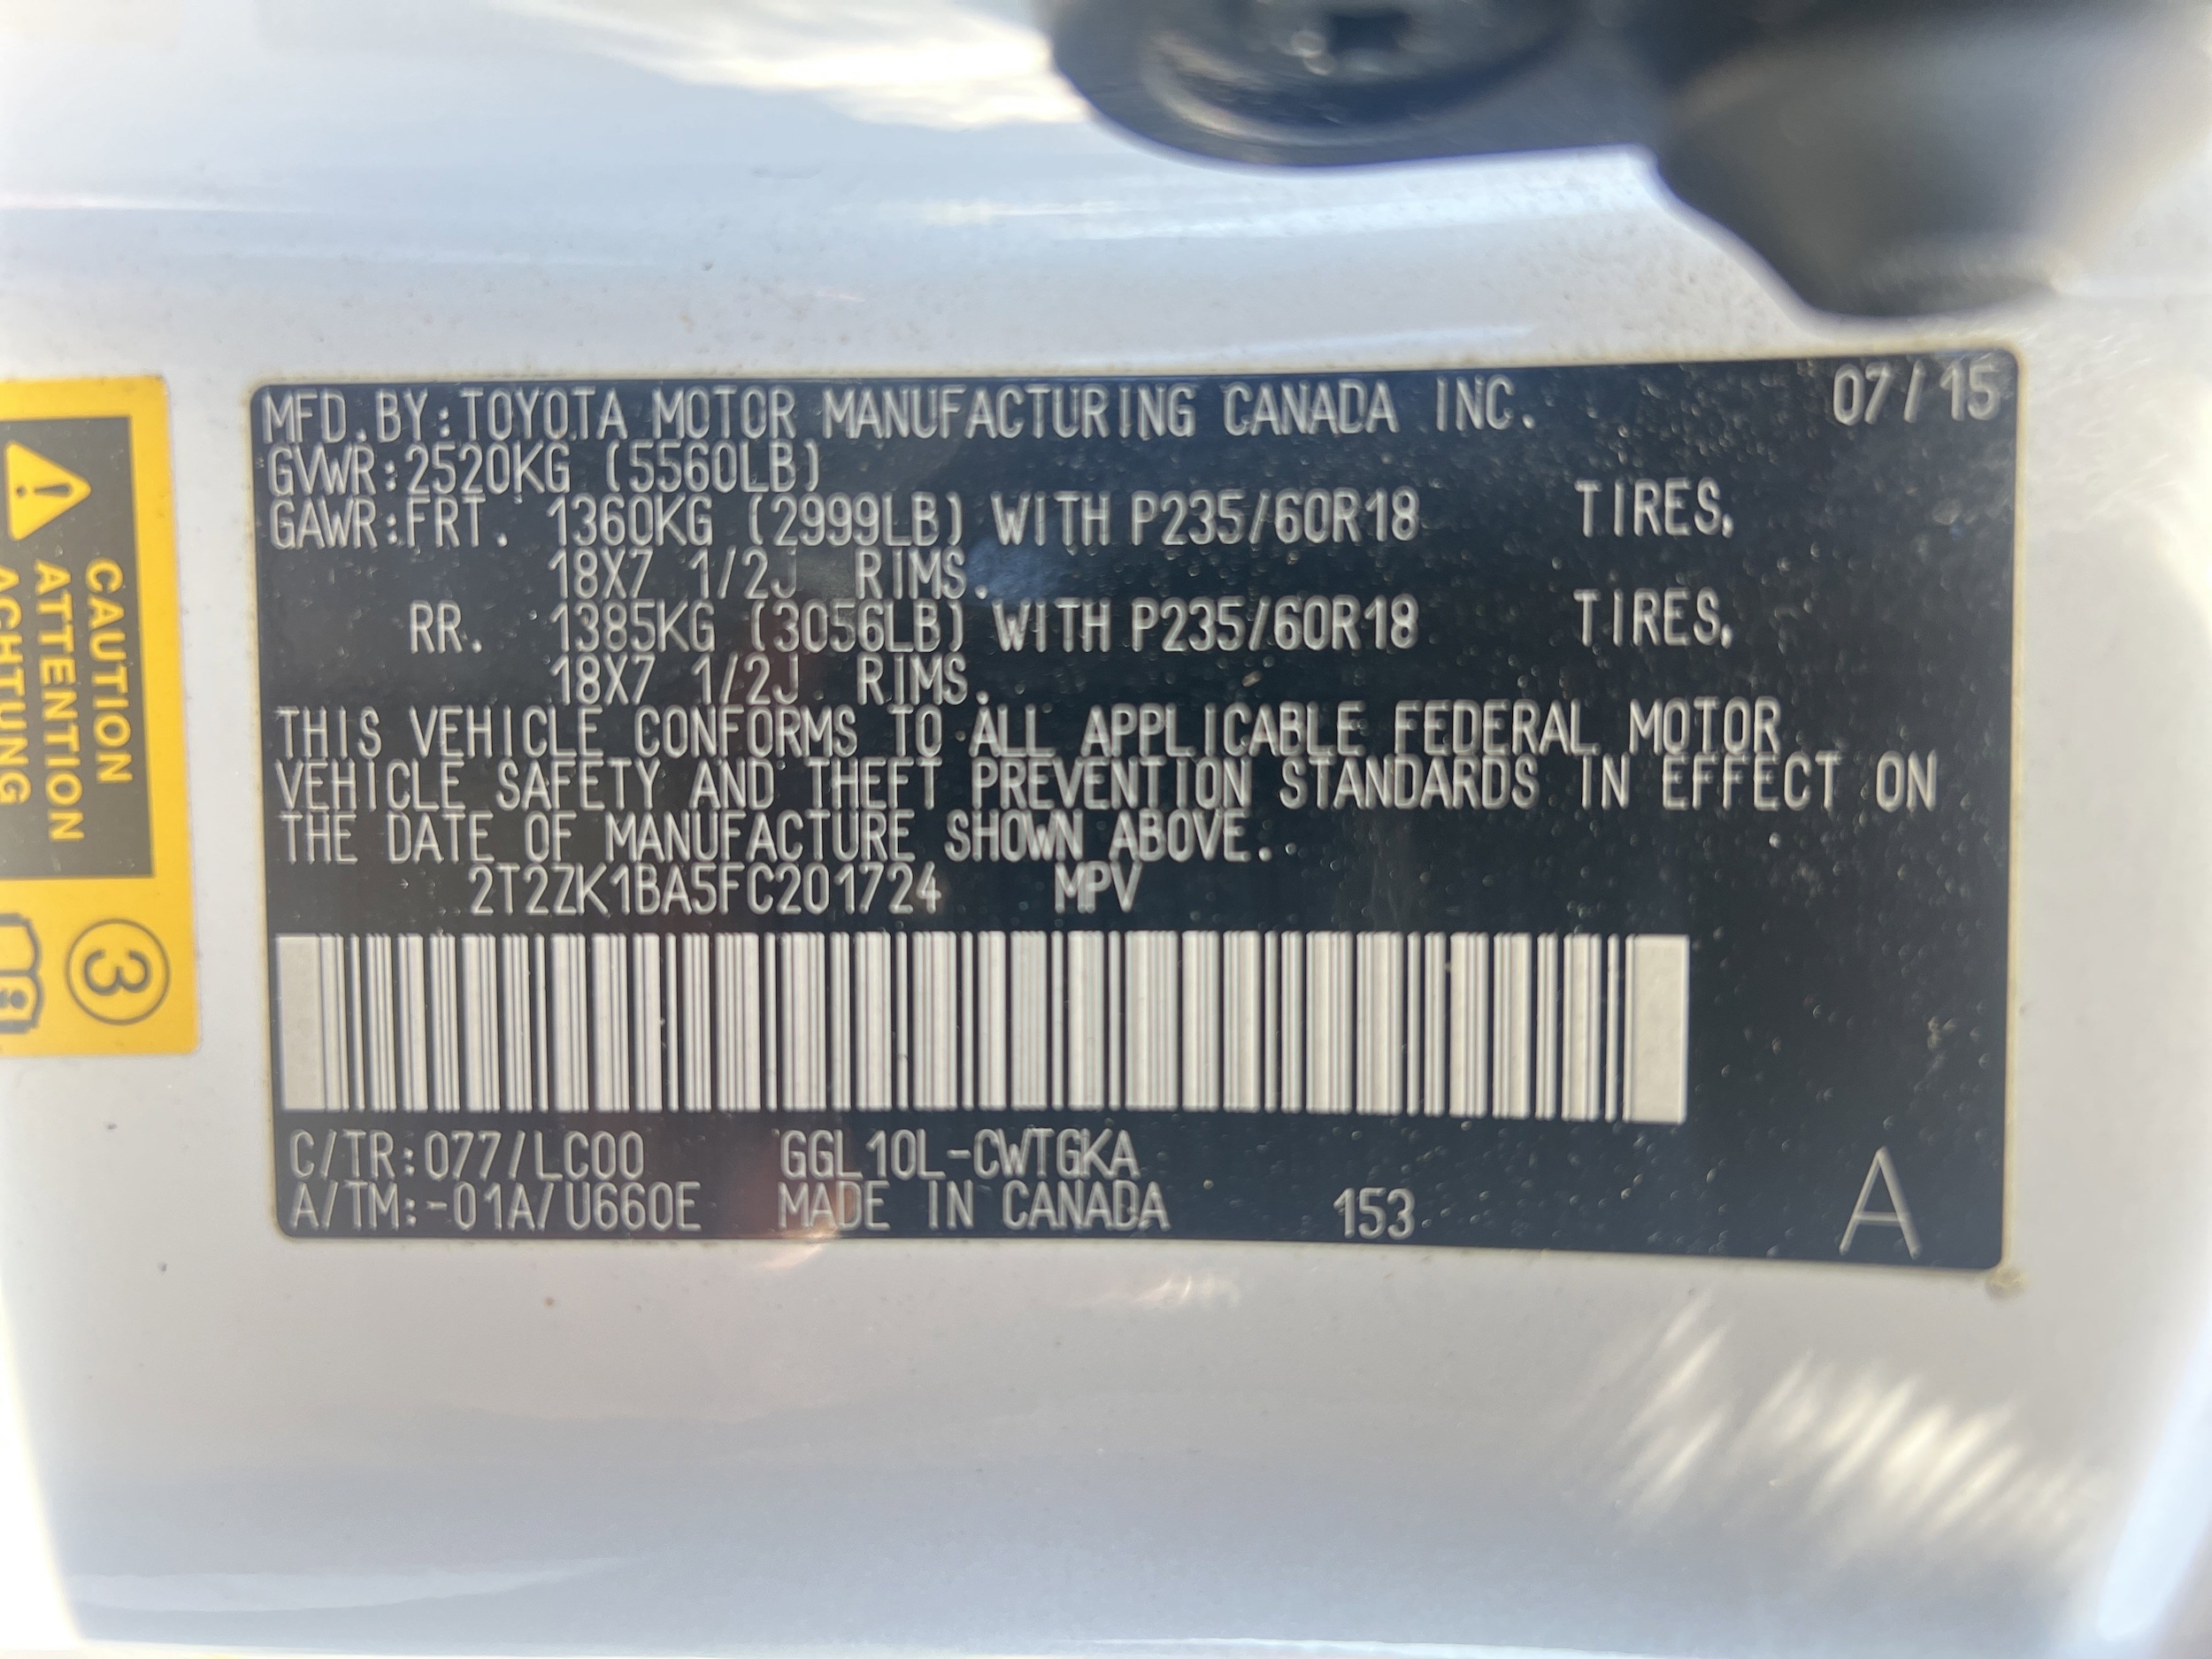 MFD.BY:TOYOTA MOTOR MANUFACTURING CANADA INC. 07/15
GVWR:2520KG (5560LB)
GAWR:FRT. 1360KG (2999LB) WITH P235/60R18 TIRES,
18X7 1/2J RIMS.
RR. 1385KG (3056LB) WITH P235/60R18 TIRES,
18X7 1/2J RIMS.
THIS VEHICLE CONFORMS TO ALL APPLICABLE FEDERAL MOTOR
VEHICLE SAFETY AND THEFT PREVENTION STANDARDS IN EFFECT ON
THE DATE OF MANUFACTURE SHOWN ABOVE.
2T2ZK1BA5FC201724 MPV
C/TR:077/LC00 GGL10L-CWTGKA
A/TM:-01A/U660E MADE IN CANADA 153 A
CAUTION
ATTENTION
ACHTUNG
3